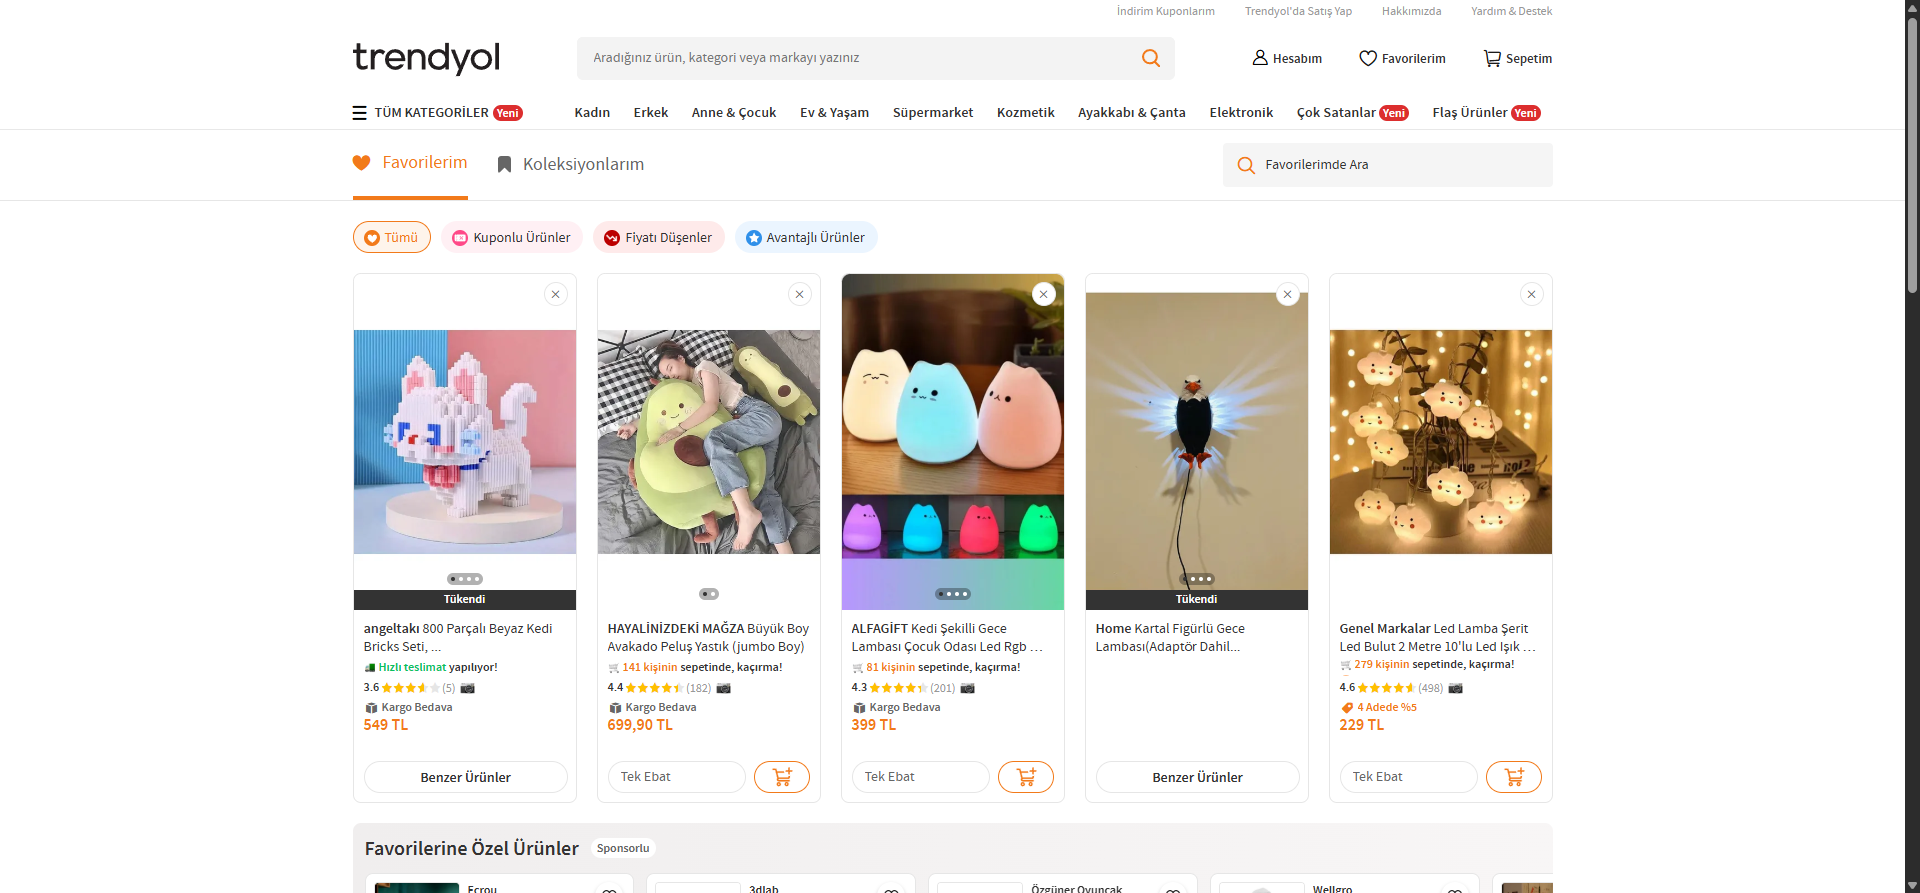 İndirim Kuponlarım
Trendyol'da Satış Yap
Hakkımızda
Yardım & Destek
trendyol
Aradığınız ürün, kategori veya markayı yazınız
Hesabım
Favorilerim
Sepetim
TÜM KATEGORİLER Yeni
Kadın
Erkek
Anne & Çocuk
Ev & Yaşam
Süpermarket
Kozmetik
Ayakkabı & Çanta
Elektronik
Çok Satanlar Yeni
Flaş Ürünler Yeni
Favorilerim
Koleksiyonlarım
Favorilerimde Ara
Tümü
Kuponlu Ürünler
Fiyatı Düşenler
Avantajlı Ürünler
Tükendi
angeltakı 800 Parçalı Beyaz Kedi
Bricks Seti, ...
Hızlı teslimat yapılıyor!
3.6 (5)
Kargo Bedava
549 TL
Benzer Ürünler
HAYALİNİZDEKİ MAĞZA Büyük Boy
Avakado Peluş Yastık (jumbo Boy)
141 kişinin sepetinde, kaçırma!
4.4 (182)
Kargo Bedava
699,90 TL
Tek Ebat
ALFAGİFT Kedi Şekilli Gece
Lambası Çocuk Odası Led Rgb ...
81 kişinin sepetinde, kaçırma!
4.3 (201)
Kargo Bedava
399 TL
Tek Ebat
Tükendi
Home Kartal Figürlü Gece
Lambası(Adaptör Dahil...
Benzer Ürünler
Genel Markalar Led Lamba Şerit
Led Bulut 2 Metre 10'lu Led Işık ...
279 kişinin sepetinde, kaçırma!
4.6 (498)
4 Adede %5
229 TL
Tek Ebat
Favorilerine Özel Ürünler
Sponsorlu
Ecrou
3dlab
Özgüner Oyuncak
Wellgro